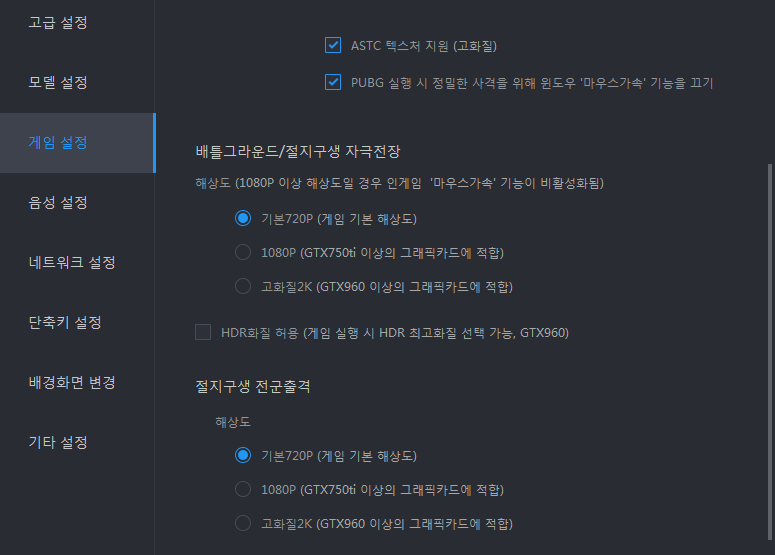 고급 설정
모델 설정
게임 설정
음성 설정
네트워크 설정
단축키 설정
배경화면 변경
기타 설정
ASTC 텍스처 지원 (고화질)
PUBG 실행 시 정밀한 사격을 위해 윈도우 '마우스가속' 기능을 끄기
배틀그라운드/절지구생 자극전장
해상도 (1080P 이상 해상도일 경우 인게임 '마우스가속' 기능이 비활성화됨)
기본720P (게임 기본 해상도)
1080P (GTX750ti 이상의 그래픽카드에 적합)
고화질2K (GTX960 이상의 그래픽카드에 적합)
HDR화질 허용 (게임 실행 시 HDR 최고화질 선택 가능, GTX960)
절지구생 전군출격
해상도
기본720P (게임 기본 해상도)
1080P (GTX750ti 이상의 그래픽카드에 적합)
고화질2K (GTX960 이상의 그래픽카드에 적합)